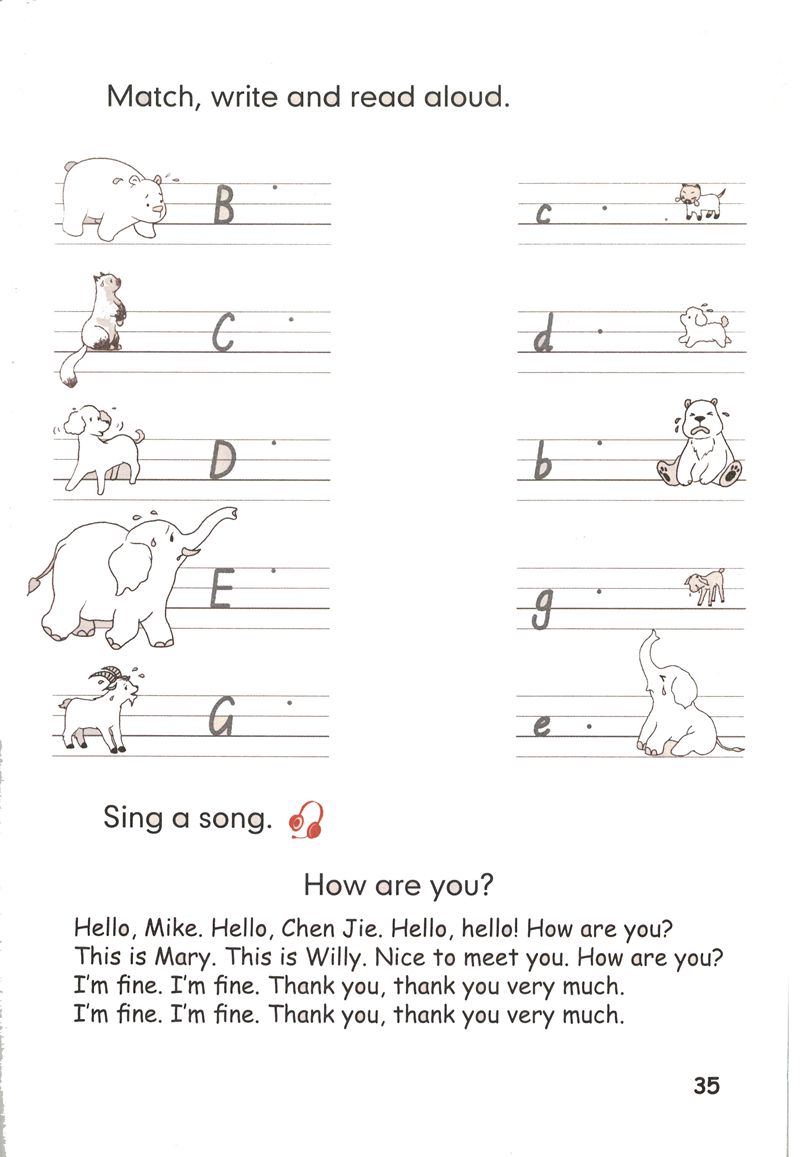 Match, write and read aloud.
B c
C d
D b
E g
G e
Sing a song.
How are you?
Hello, Mike. Hello, Chen Jie. Hello, hello! How are you?
This is Mary. This is Willy. Nice to meet you. How are you?
I'm fine. I'm fine. Thank you, thank you very much.
I'm fine. I'm fine. Thank you, thank you very much.
35